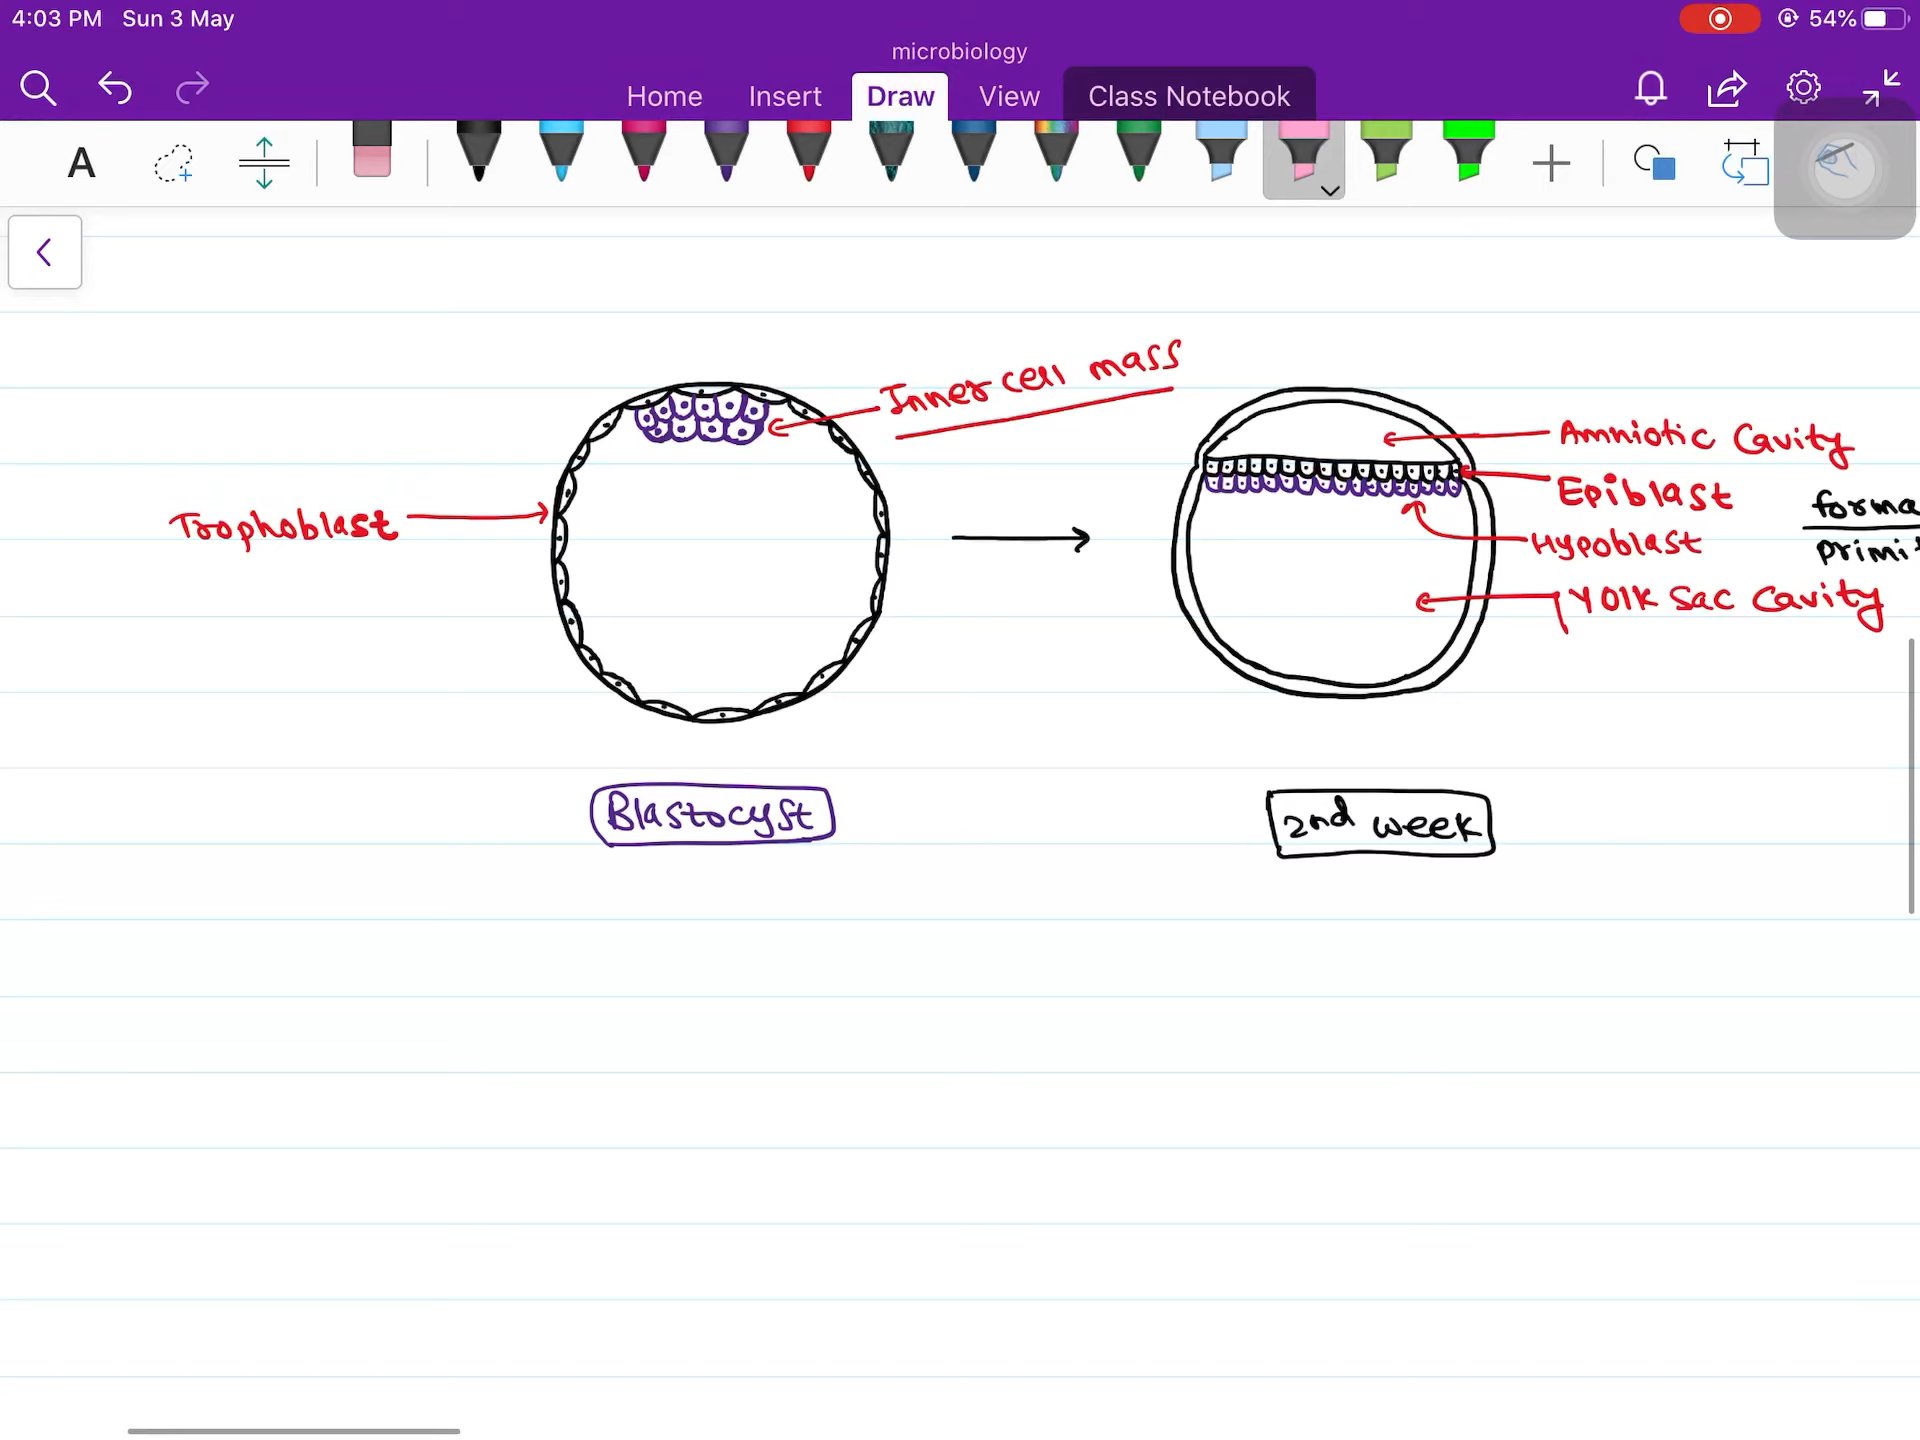 4:03 PM Sun 3 May
54%
microbiology
Home Insert Draw View Class Notebook
A
Inner cell mass
Trophoblast
Amniotic Cavity
Epiblast
Hypoblast
Yolk Sac Cavity
Blastocyst
2nd week